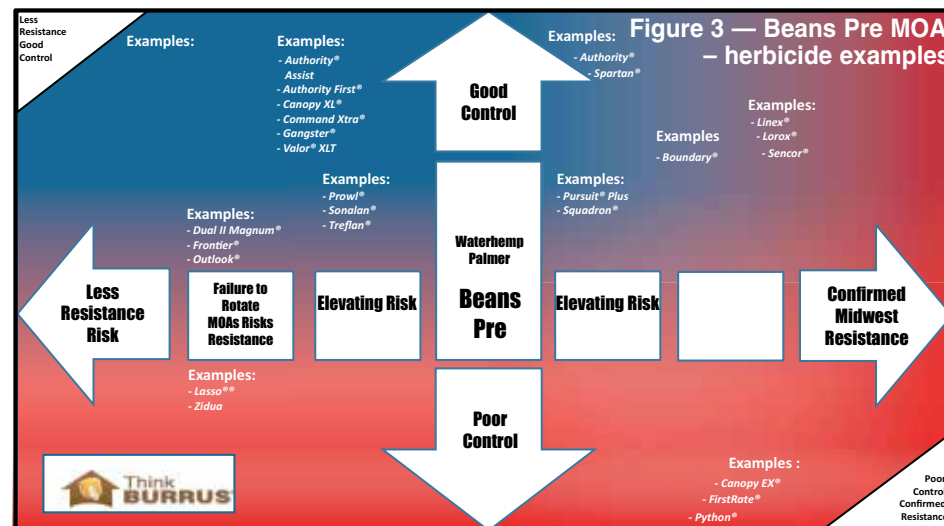 Less
Resistance
Good
Control
Figure 3 — Beans Pre MOA
– herbicide examples
Examples:
Examples:
- Authority®
Assist
- Authority First®
- Canopy XL®
- Command Xtra®
- Gangster®
- Valor® XLT
Good
Control
Examples:
- Authority®
- Spartan®
Examples:
- Linex®
- Lorox®
- Sencor®
Examples
- Boundary®
Examples:
- Prowl®
- Sonalan®
- Treflan®
Examples:
- Pursuit® Plus
- Squadron®
Examples:
- Dual II Magnum®
- Frontier®
- Outlook®
Less
Resistance
Risk
Failure to
Rotate
MOAs Risks
Resistance
Elevating Risk
Waterhemp
Palmer
Beans
Pre
Elevating Risk
Confirmed
Midwest
Resistance
Examples:
- Lasso®®
- Zidua
Poor
Control
Think
BURRUS®
Examples :
- Canopy EX®
- FirstRate®
- Python®
Poor
Control
Confirmed
Resistance